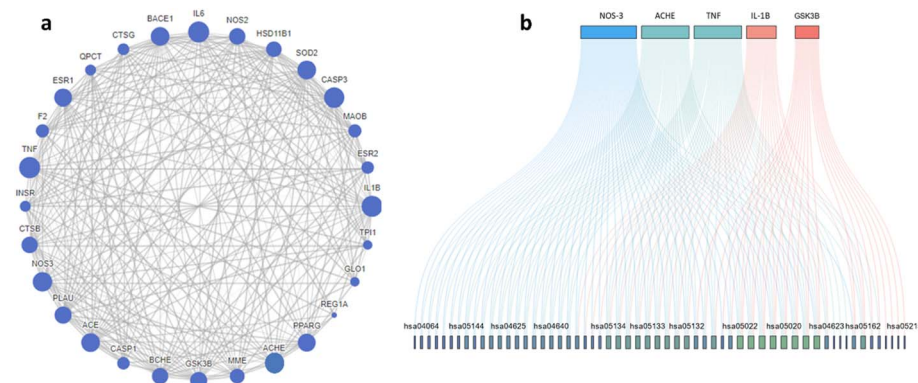 a
IL6
BACE1
NOS2
CTSG
HSD11B1
QPCT
SOD2
ESR1
CASP3
F2
MAOB
TNF
ESR2
INSR
IL1B
CTSB
TPI1
NOS3
GLO1
PLAU
REG1A
ACE
PPARG
CASP1
ACHE
BCHE
GSK3B
MME
b
NOS-3 ACHE TNF IL-1B GSK3B
hsa04064 hsa05144 hsa04625 hsa04640 hsa05134 hsa05133 hsa05132 hsa05022 hsa05020 hsa04623 hsa05162 hsa0521